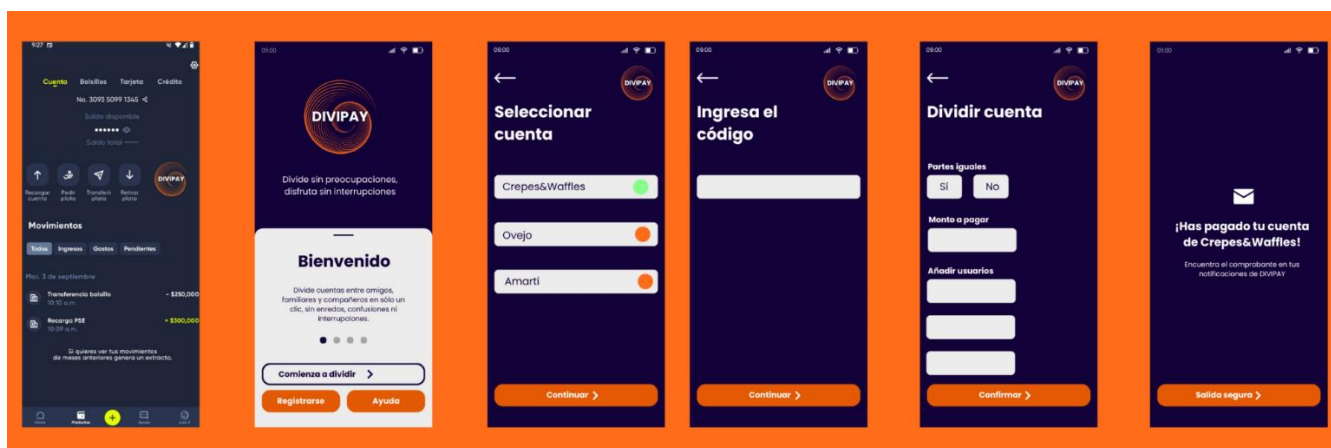 9:27
Cuenta Bolsillos Tarjeta Crédito
No. 3093 5099 1345
Saldo disponible
Saldo total
Recargar cuenta
Pedir plata
Transferir plata
Retirar plata
DIVIPAY
Movimientos
Todos Ingresos Gastos Pendientes
Mar, 3 de septiembre
Transferencia bolsillo - $250,000
10:10 a.m.
Recarga PSE + $300,000
10:09 a.m.
Si quieres ver tus movimientos
de meses anteriores genera un extracto.
Productos
09:00
DIVIPAY
Divide sin preocupaciones,
disfruta sin interrupciones
Bienvenido
Divide cuentas entre amigos,
familiares y compañeros en sólo un
clic, sin enredos, confusiones ni
interrupciones.
Comienza a dividir >
Registrarse Ayuda
09:00
DIVIPAY
Seleccionar
cuenta
Crepes&Waffles
Ovejo
Amarti
Continuar >
09:00
DIVIPAY
Ingresa el
código
Continuar >
09:00
DIVIPAY
Dividir cuenta
Partes iguales
Sí No
Monto a pagar
Añadir usuarios
Confirmar >
09:00
¡Has pagado tu cuenta
de Crepes&Waffles!
Encuentra el comprobante en tus
notificaciones de DIVIPAY
Salida segura >